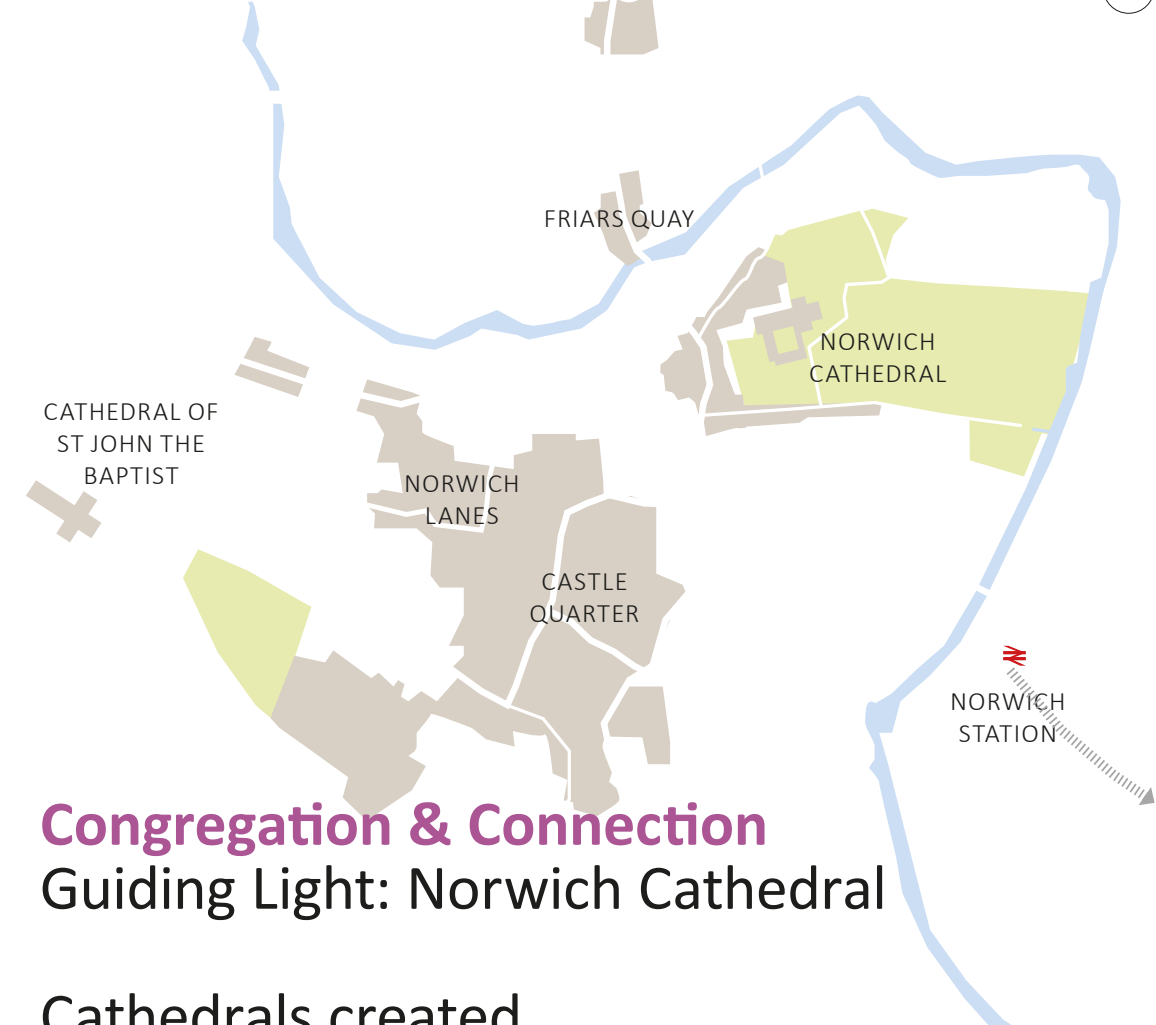 FRIARS QUAY
NORWICH
CATHEDRAL
CATHEDRAL OF
ST JOHN THE
BAPTIST
NORWICH
LANES
CASTLE
QUARTER
NORWICH
STATION
Congregation & Connection
Guiding Light: Norwich Cathedral
Cathedrals created